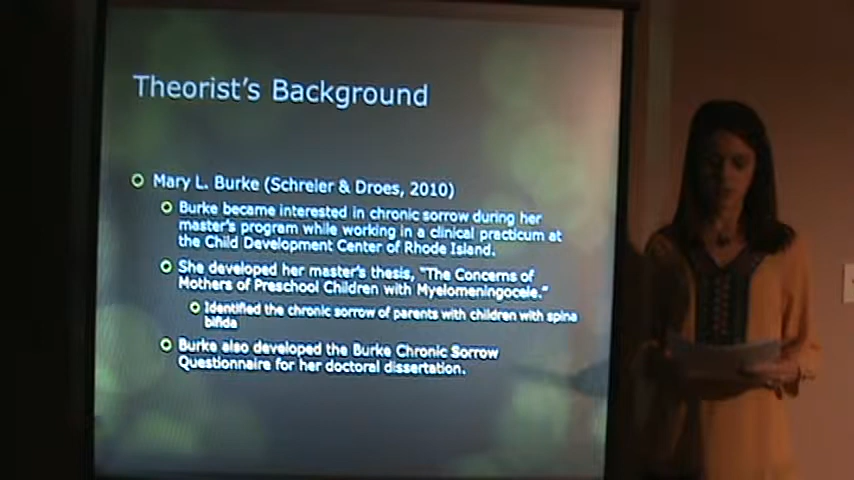 Theorist's Background
Mary L. Burke (Schreier & Droes, 2010)
Burke became interested in chronic sorrow during her
master's program while working in a clinical practicum at
the Child Development Center of Rhode Island.
She developed her master's thesis, "The Concerns of
Mothers of Preschool Children with Myelomeningocele."
Identified the chronic sorrow of parents with children with spina
bifida
Burke also developed the Burke Chronic Sorrow
Questionnaire for her doctoral dissertation.